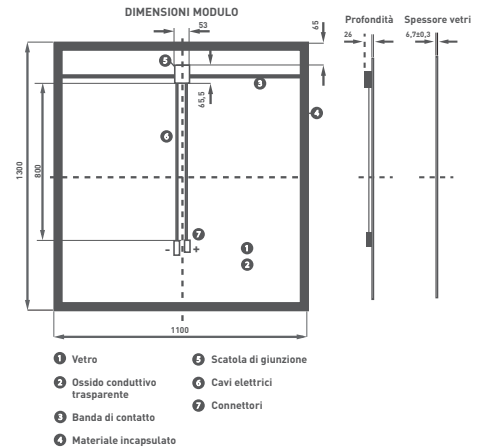 DIMENSIONI MODULO
53
65
Profondità
Spessore vetri
26
6,7±0,3
5
65,5
3
4
6
1300
800
7
- +
1
2
1100
1 Vetro
2 Ossido conduttivo
trasparente
3 Banda di contatto
4 Materiale incapsulato
5 Scatola di giunzione
6 Cavi elettrici
7 Connettori